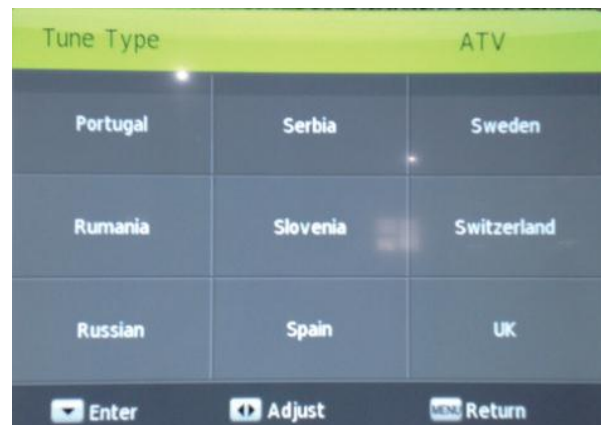 Tune Type ATV
Portugal Serbia Sweden
Rumania Slovenia Switzerland
Russian Spain UK
Enter Adjust MENU Return